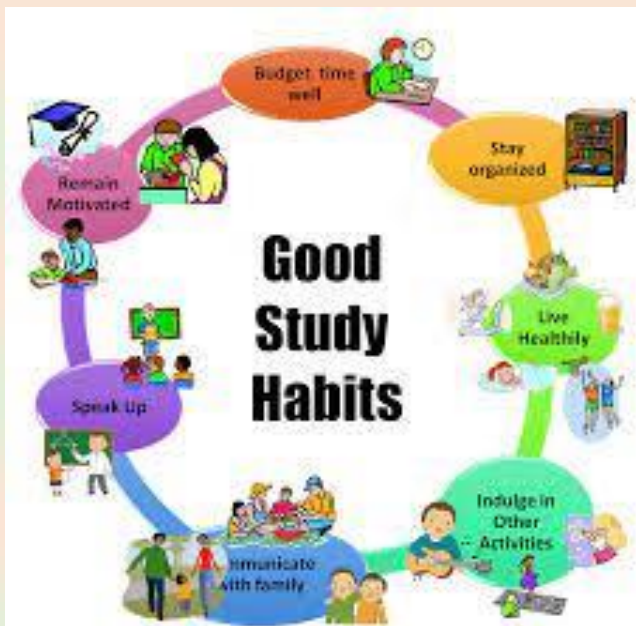 Good
Study
Habits
Budget time
well
Stay
organized
Live
Healthily
Indulge in
Other
Activities
mmunicate
with family
Speak Up
Remain
Motivated